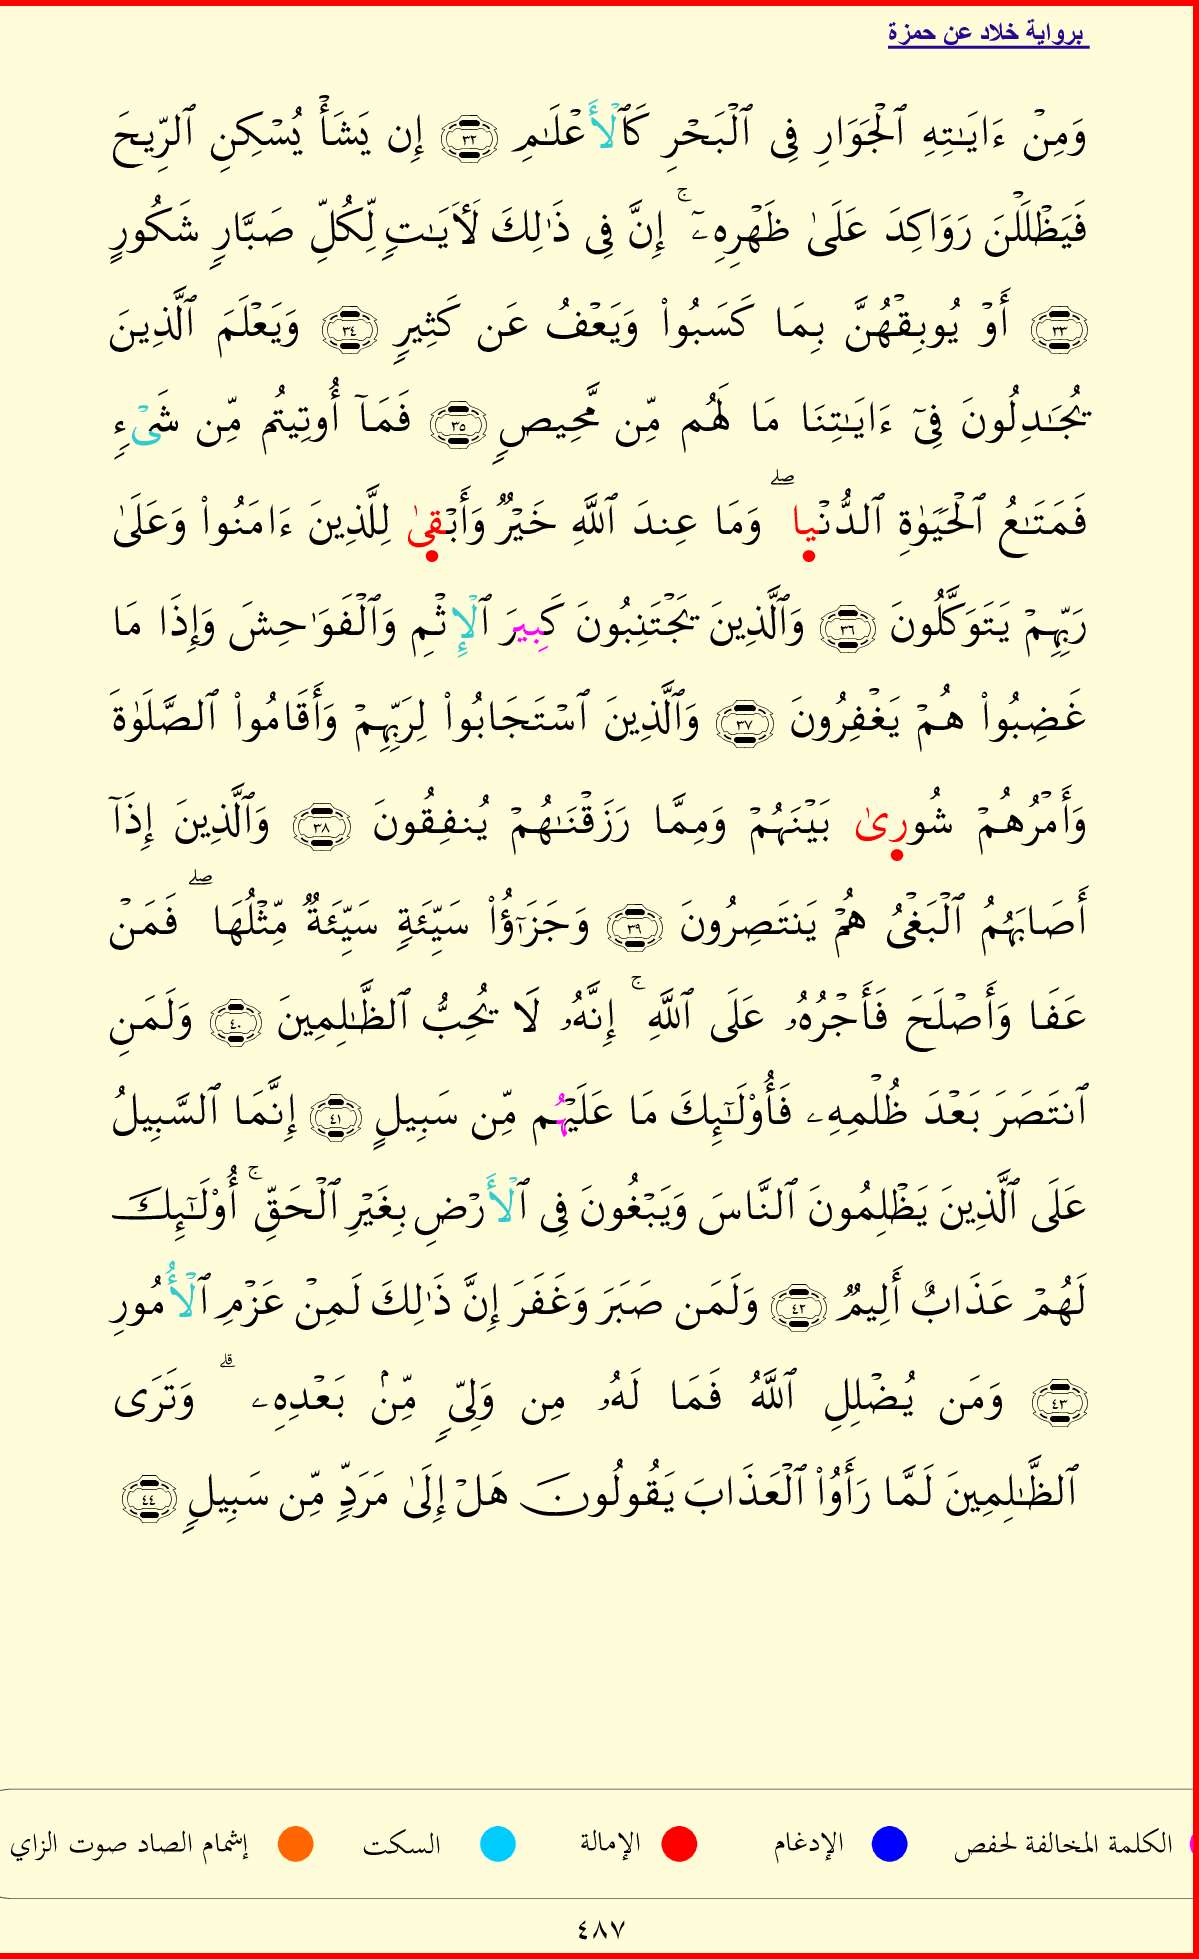 برواية خلاد عن حمزة
وَمِنْ ءَايَـٰتِهِ ٱلْجَوَارِ فِى ٱلْبَحْرِ كَٱلْأَعْلَـٰمِ ٣٢ إِن يَشَأْ يُسْكِنِ ٱلرِّيحَ
فَيَظْلَلْنَ رَوَاكِدَ عَلَىٰ ظَهْرِهِۦٓ ۚ إِنَّ فِى ذَٰلِكَ لَأَيَـٰتٍ لِّكُلِّ صَبَّارٍ شَكُورٍ
٣٣ أَوْ يُوبِقْهُنَّ بِمَا كَسَبُوا۟ وَيَعْفُ عَن كَثِيرٍ ٣٤ وَيَعْلَمَ ٱلَّذِينَ
يُجَـٰدِلُونَ فِىٓ ءَايَـٰتِنَا مَا لَهُم مِّن مَّحِيصٍ ٣٥ فَمَآ أُوتِيتُم مِّن شَىْءٍ
فَمَتَـٰعُ ٱلْحَيَوٰةِ ٱلدُّنْيا ۖ وَمَا عِندَ ٱللَّهِ خَيْرٌ وَأَبْقىٰ لِلَّذِينَ ءَامَنُوا۟ وَعَلَىٰ
رَبِّهِمْ يَتَوَكَّلُونَ ٣٦ وَٱلَّذِينَ يَجْتَنِبُونَ كَبِيرَ ٱلْإِثْمِ وَٱلْفَوَٰحِشَ وَإِذَا مَا
غَضِبُوا۟ هُمْ يَغْفِرُونَ ٣٧ وَٱلَّذِينَ ٱسْتَجَابُوا۟ لِرَبِّهِمْ وَأَقَامُوا۟ ٱلصَّلَوٰةَ
وَأَمْرُهُمْ شُورىٰ بَيْنَهُمْ وَمِمَّا رَزَقْنَـٰهُمْ يُنفِقُونَ ٣٨ وَٱلَّذِينَ إِذَآ
أَصَابَهُمُ ٱلْبَغْىُ هُمْ يَنتَصِرُونَ ٣٩ وَجَزَٰٓؤُا۟ سَيِّئَةٍ سَيِّئَةٌ مِّثْلُهَا ۖ فَمَنْ
عَفَا وَأَصْلَحَ فَأَجْرُهُۥ عَلَى ٱللَّهِ ۚ إِنَّهُۥ لَا يُحِبُّ ٱلظَّـٰلِمِينَ ٤٠ وَلَمَنِ
ٱنتَصَرَ بَعْدَ ظُلْمِهِۦ فَأُو۟لَـٰٓئِكَ مَا عَلَيْهُم مِّن سَبِيلٍ ٤١ إِنَّمَا ٱلسَّبِيلُ
عَلَى ٱلَّذِينَ يَظْلِمُونَ ٱلنَّاسَ وَيَبْغُونَ فِى ٱلْأَرْضِ بِغَيْرِ ٱلْحَقِّ ۚ أُو۟لَـٰٓئِكَ
لَهُمْ عَذَابٌ أَلِيمٌ ٤٢ وَلَمَن صَبَرَ وَغَفَرَ إِنَّ ذَٰلِكَ لَمِنْ عَزْمِ ٱلْأُمُورِ
٤٣ وَمَن يُضْلِلِ ٱللَّهُ فَمَا لَهُۥ مِن وَلِىٍّ مِّنۢ بَعْدِهِۦ ۗ وَتَرَى
ٱلظَّـٰلِمِينَ لَمَّا رَأَوُا۟ ٱلْعَذَابَ يَقُولُونَ هَلْ إِلَىٰ مَرَدٍّ مِّن سَبِيلٍ ٤٤
الكلمة المخالفة لحفص الإدغام الإمالة السكت إشمام الصاد صوت الزاي
٤٨٧